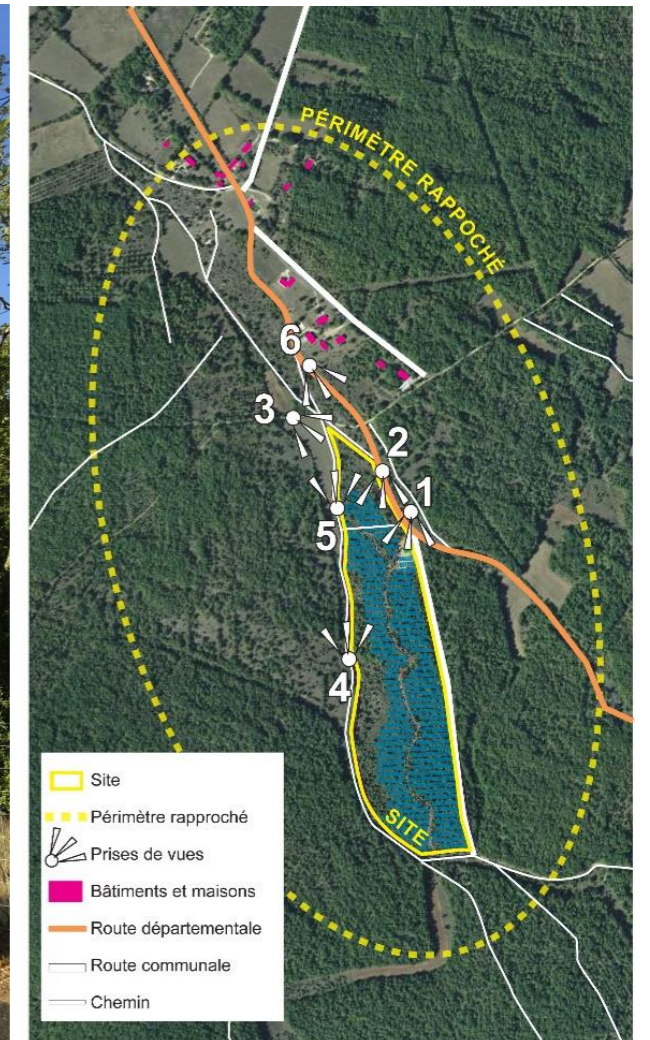 PÉRIMÈTRE RAPPOCHÉ
6
3
2
1
5
4
SITE
Site
Périmètre rapproché
Prises de vues
Bâtiments et maisons
Route départementale
Route communale
Chemin